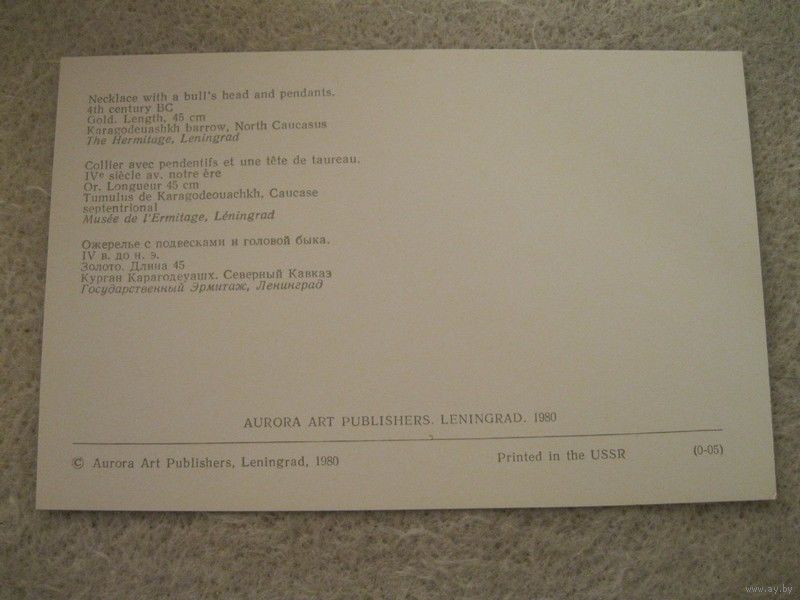 Necklace with a bull's head and pendants.
4th century BC
Gold. Length, 45 cm
Karagodeuashkh barrow, North Caucasus
The Hermitage, Leningrad
Collier avec pendentifs et une tête de taureau.
IVe siècle av. notre ère
Or. Longueur 45 cm
Tumulus de Karagodeouachkh, Caucase
septentrional
Musée de l'Ermitage, Léningrad
Ожерелье с подвесками и головой быка.
IV в. до н. э.
Золото. Длина 45
Курган Карагодеуашх. Северный Кавказ
Государственный Эрмитаж, Ленинград
AURORA ART PUBLISHERS. LENINGRAD. 1980
© Aurora Art Publishers, Leningrad, 1980 Printed in the USSR (0-05)
www.ay.by